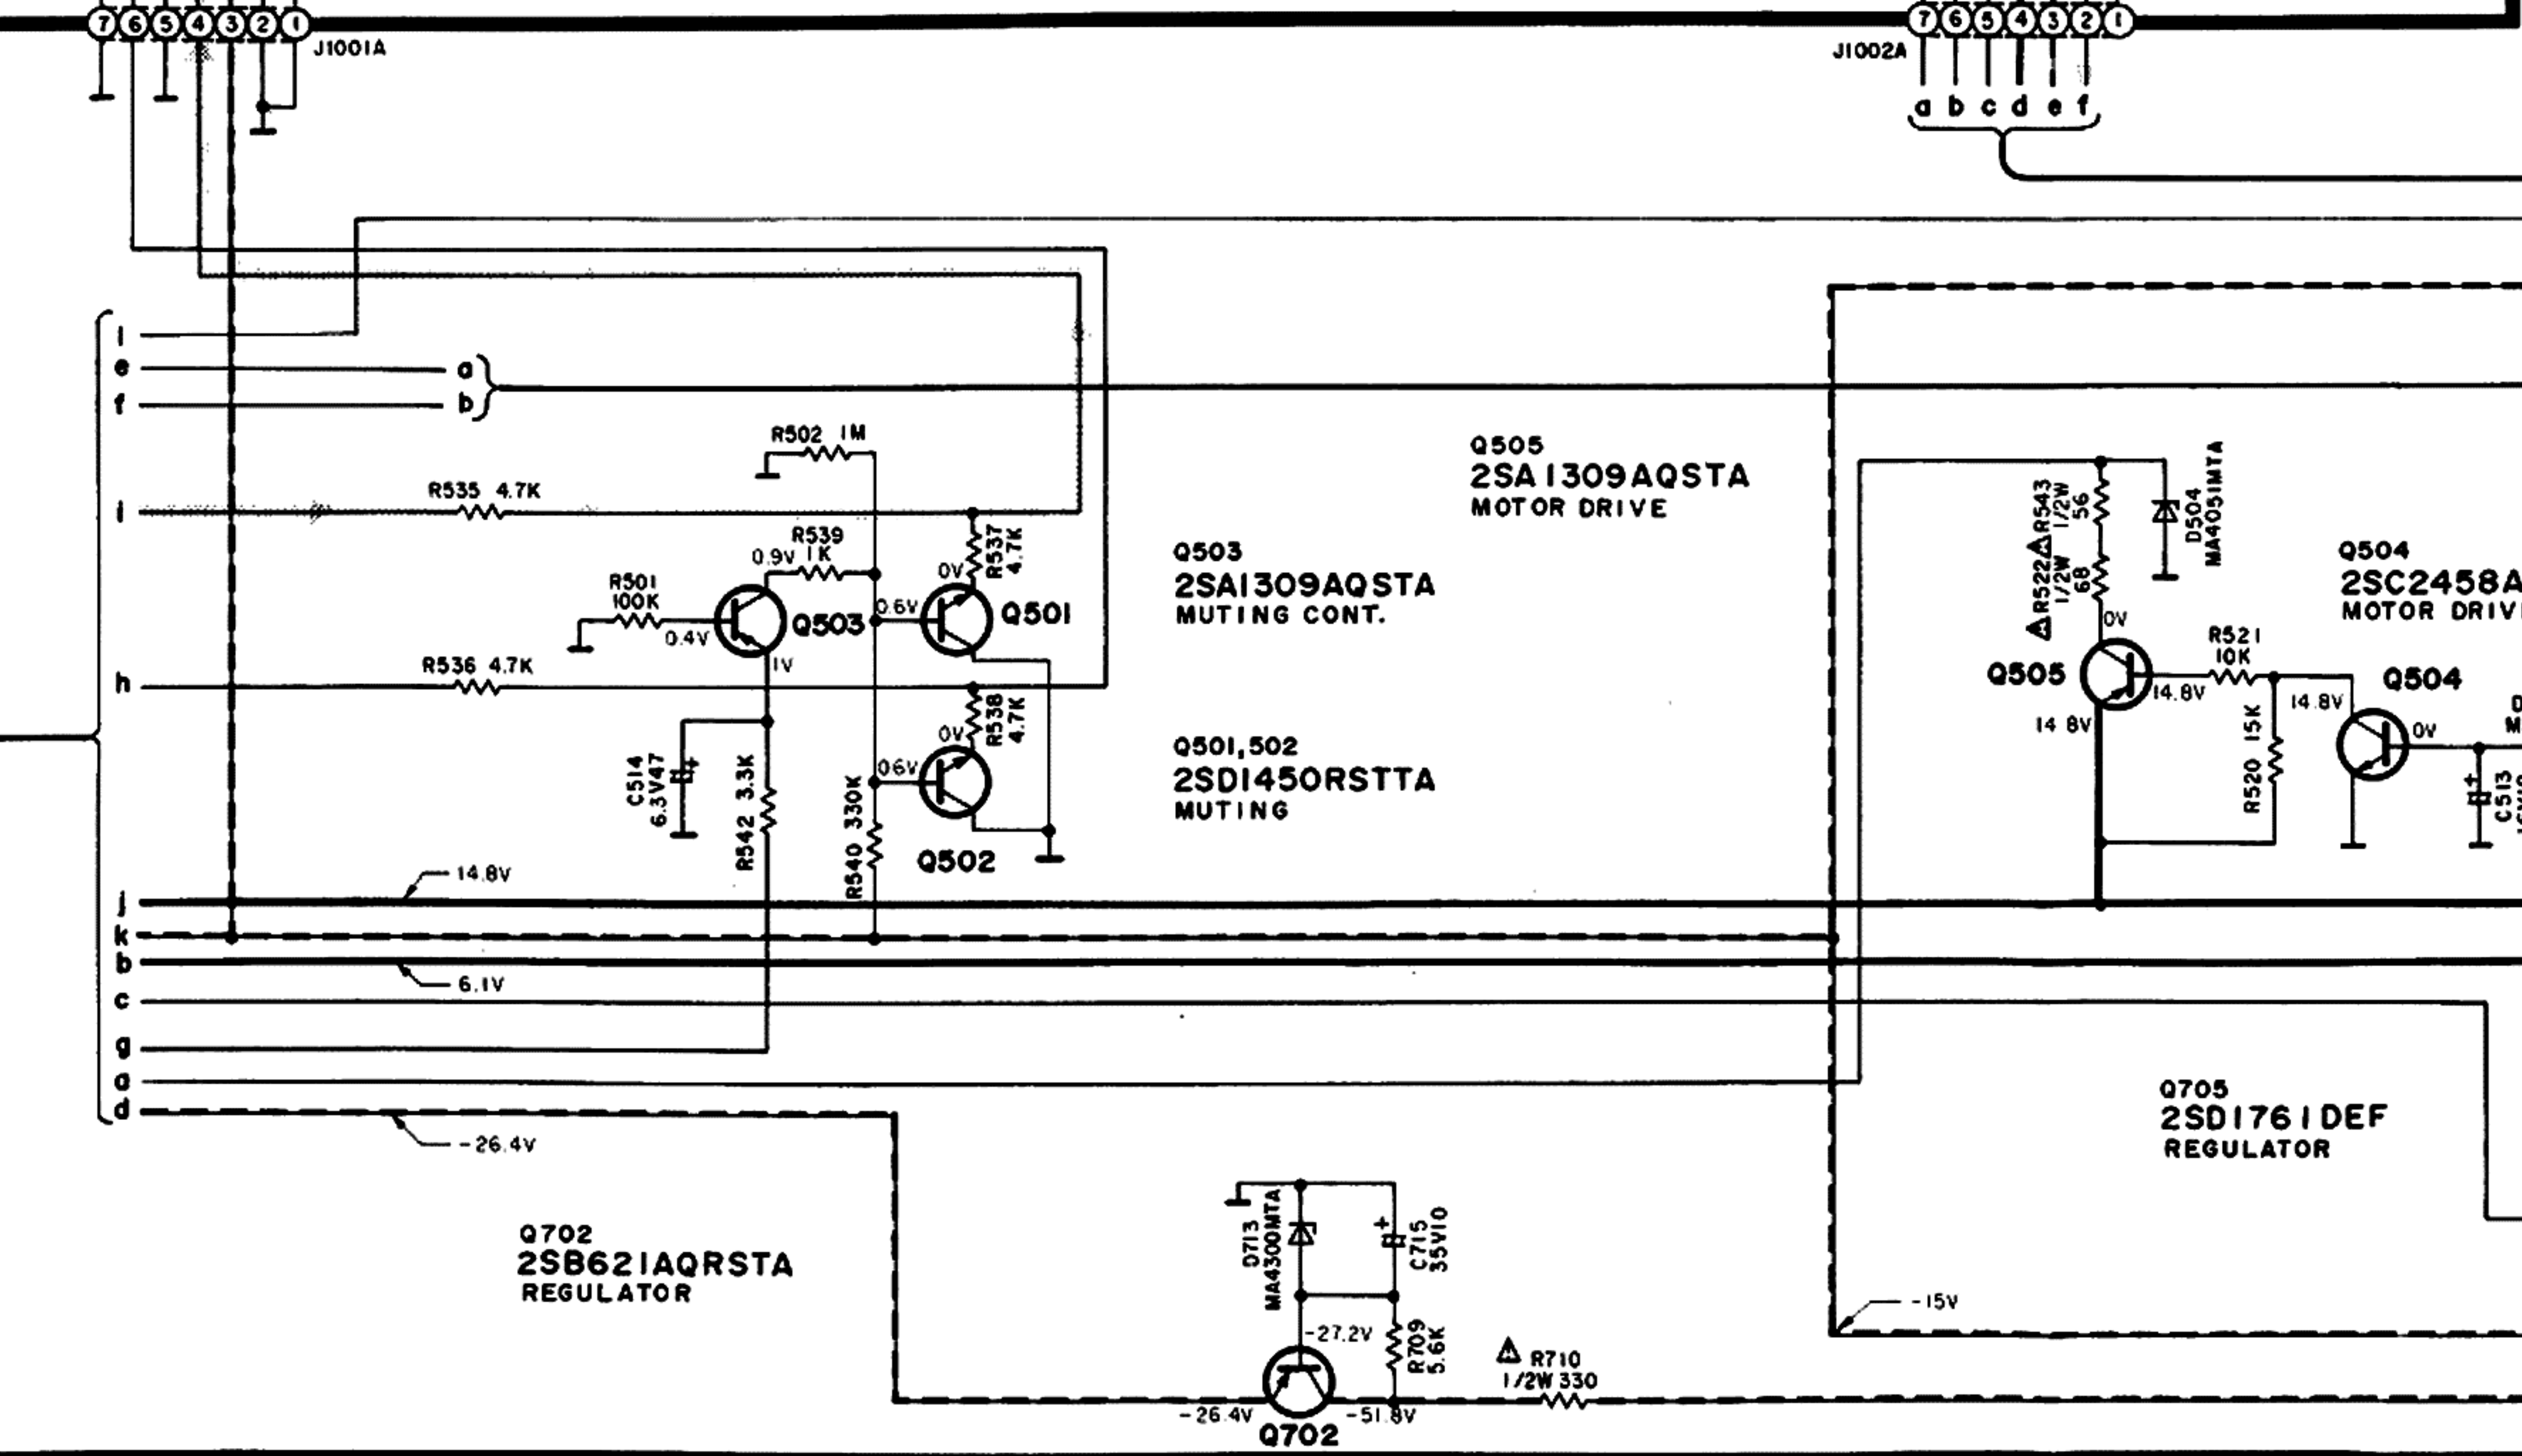 7 6 5 4 3 2 1
J1001A
7 6 5 4 3 2 1
J1002A
a b c d e f
l
e
a
f
b
R502 1M
Q505
2SA1309AQSTA
MOTOR DRIVE
i
R535 4.7K
R539
1K
0.9V
R537
4.7K
0V
R501
100K
0.4V
Q503
1V
0.6V
Q501
Q503
2SA1309AQSTA
MUTING CONT.
h
R536 4.7K
R538
4.7K
0V
C514
6.3V47
R542 3.3K
R540 330K
0.6V
Q502
Q501,502
2SD1450RSTTA
MUTING
R543
1/2W
56
R522
1/2W
68
D504
MA4051MTA
0V
Q505
14.8V
14.8V
R521
10K
R520 15K
14.8V
Q504
2SC2458A
MOTOR DRIV
Q504
0V
C513
j
14.8V
k
b
6.1V
c
g
a
d
-26.4V
Q702
2SB621AQRSTA
REGULATOR
D713
MA4300MTA
C715
35V10
-27.2V
R709
5.6K
R710
1/2W 330
-26.4V
-51.8V
Q702
-15V
Q705
2SD1761DEF
REGULATOR